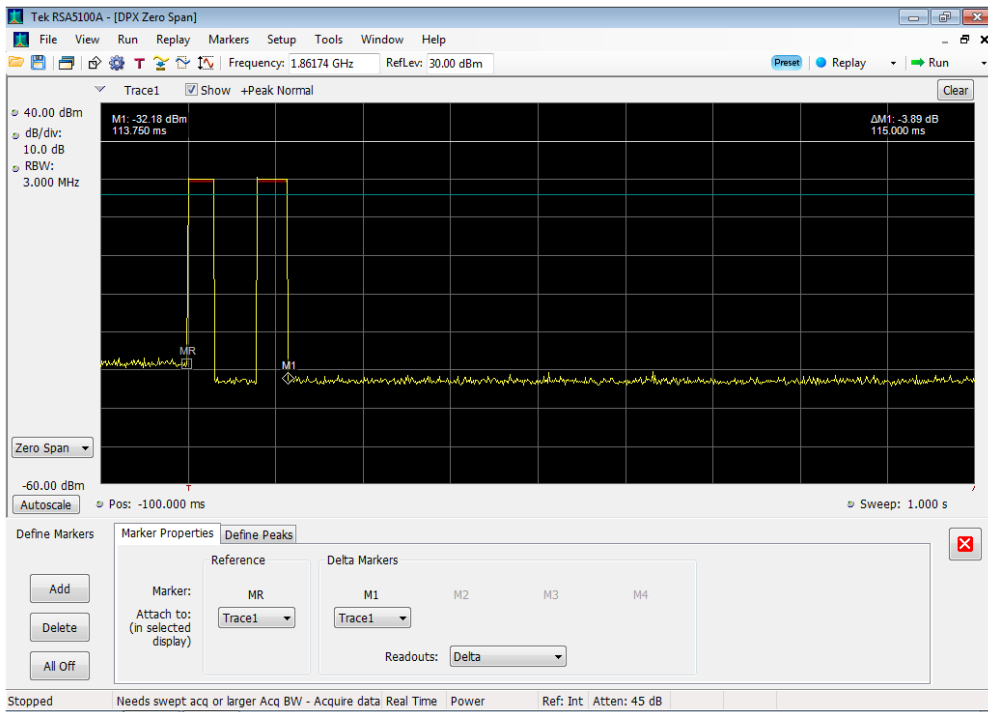 Tek RSA5100A - [DPX Zero Span]
File View Run Replay Markers Setup Tools Window Help
T Frequency: 1.86174 GHz RefLev: 30.00 dBm Preset Replay Run
Trace1 Show +Peak Normal Clear
40.00 dBm
dB/div:
10.0 dB
RBW:
3.000 MHz
M1: -32.18 dBm
113.750 ms
ΔM1: -3.89 dB
115.000 ms
MR
M1
Zero Span
-60.00 dBm
T
Autoscale Pos: -100.000 ms Sweep: 1.000 s
Define Markers Marker Properties Define Peaks
Reference Delta Markers
Add Marker: MR M1 M2 M3 M4
Attach to: Trace1 Trace1
(in selected
display)
Delete
Readouts: Delta
All Off
Stopped Needs swept acq or larger Acq BW - Acquire data Real Time Power Ref: Int Atten: 45 dB